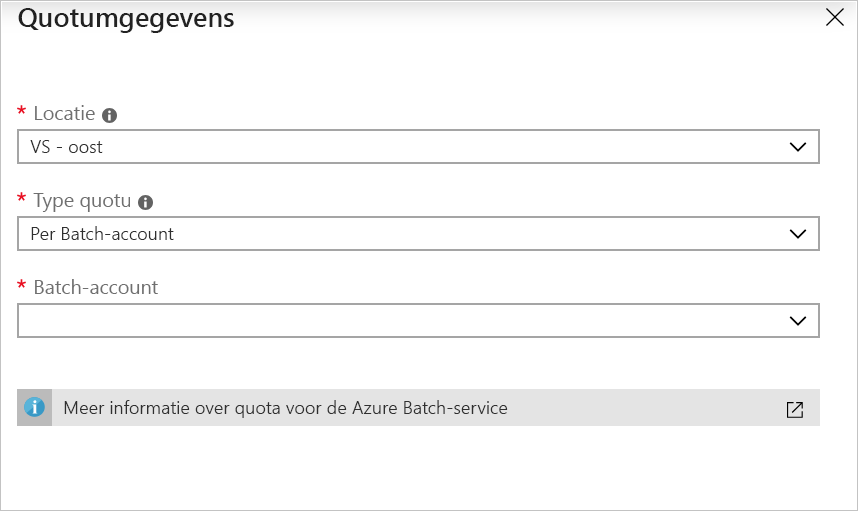 Quotumgegevens
* Locatie
VS - oost
* Type quotu
Per Batch-account
* Batch-account
Meer informatie over quota voor de Azure Batch-service